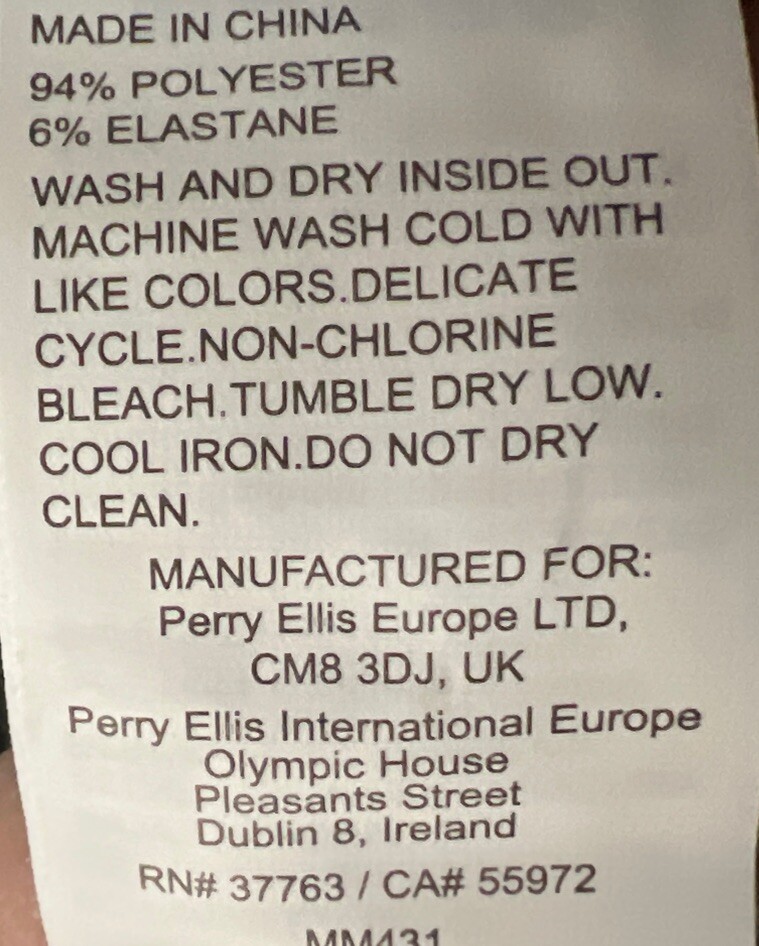 MADE IN CHINA
94% POLYESTER
6% ELASTANE
WASH AND DRY INSIDE OUT.
MACHINE WASH COLD WITH
LIKE COLORS.DELICATE
CYCLE.NON-CHLORINE
BLEACH.TUMBLE DRY LOW.
COOL IRON.DO NOT DRY
CLEAN.
MANUFACTURED FOR:
Perry Ellis Europe LTD,
CM8 3DJ, UK
Perry Ellis International Europe
Olympic House
Pleasants Street
Dublin 8, Ireland
RN# 37763 / CA# 55972
MM431